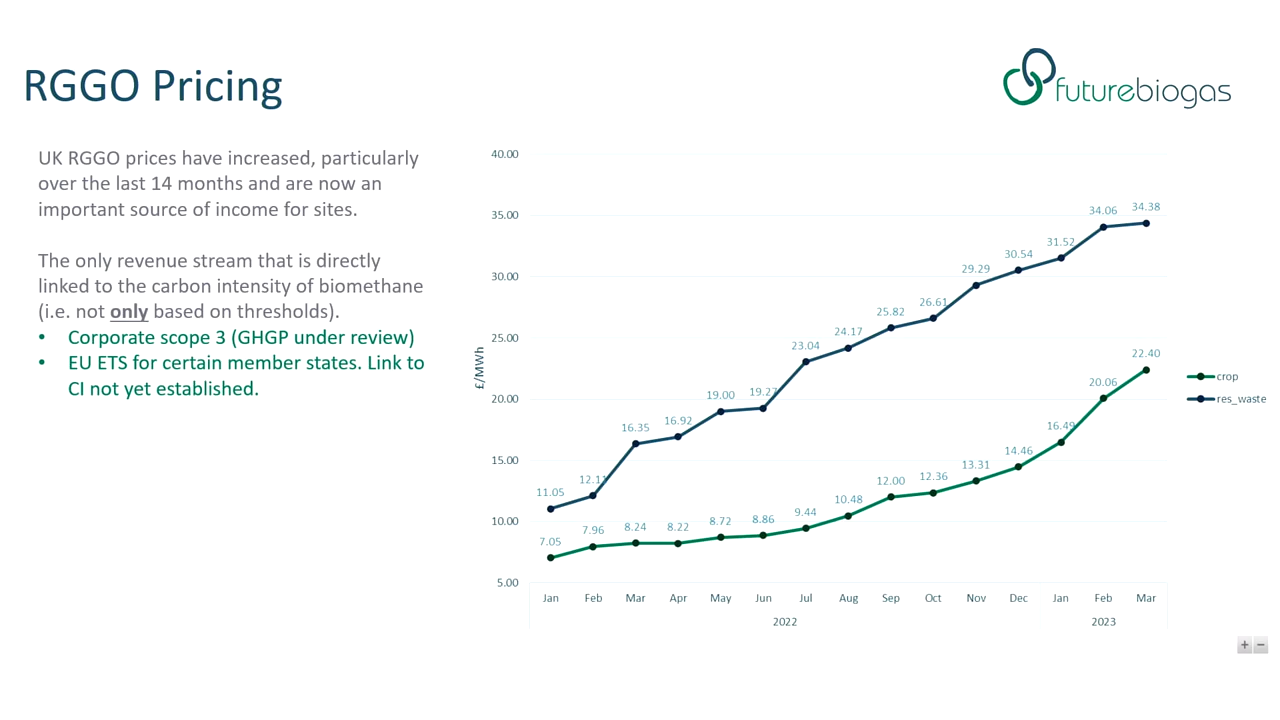 RGGO Pricing
futurebiogas
UK RGGO prices have increased, particularly
over the last 14 months and are now an
important source of income for sites.
The only revenue stream that is directly
linked to the carbon intensity of biomethane
(i.e. not only based on thresholds).
• Corporate scope 3 (GHGP under review)
• EU ETS for certain member states. Link to
CI not yet established.
£/MWh
40.00
35.00
30.00
25.00
20.00
15.00
10.00
5.00
11.05 12.11 16.35 16.92 19.00 19.27 23.04 24.17 25.82 26.61 29.29 30.54 31.52 34.06 34.38
7.05 7.96 8.24 8.22 8.72 8.86 9.44 10.48 12.00 12.36 13.31 14.46 16.49 20.06 22.40
Jan Feb Mar Apr May Jun Jul Aug Sep Oct Nov Dec Jan Feb Mar
2022 2023
crop
res_waste